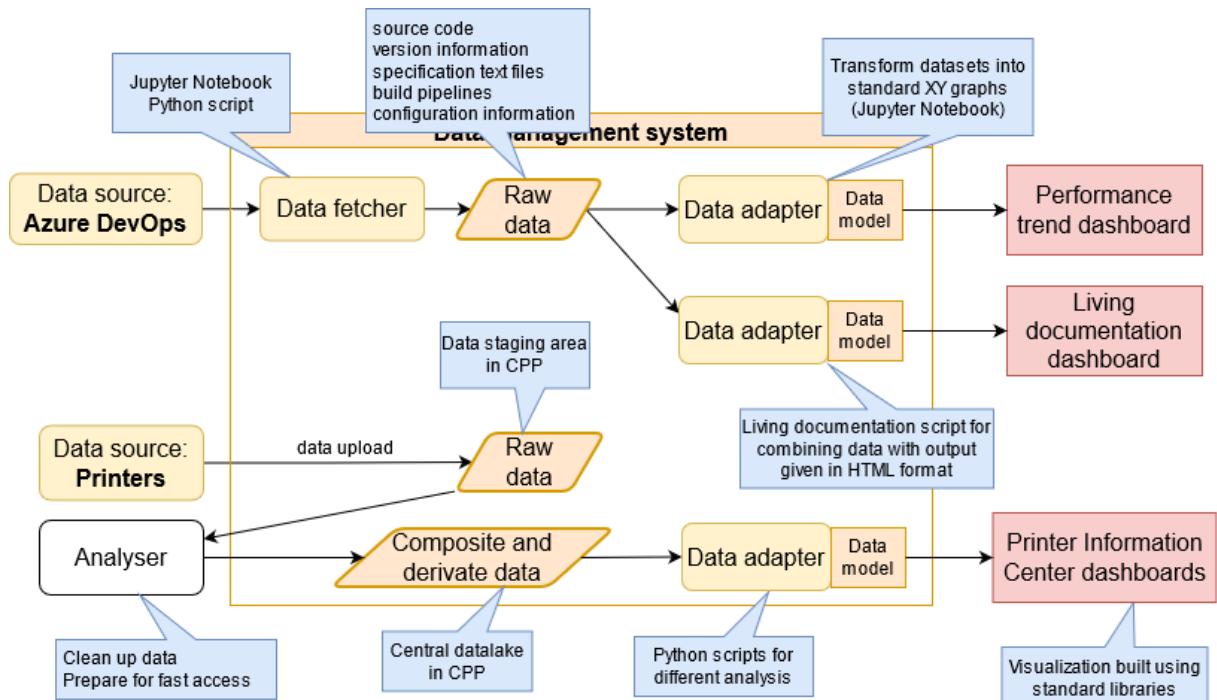 source code
version information
specification text files
build pipelines
configuration information
Jupyter Notebook
Python script
Transform datasets into
standard XY graphs
(Jupyter Notebook)
Data management system
Data source:
Azure DevOps
Data fetcher
Raw
data
Data adapter
Data
model
Performance
trend dashboard
Data adapter
Data
model
Living
documentation
dashboard
Data staging area
in CPP
Living documentation script for
combining data with output
given in HTML format
Data source:
Printers
data upload
Raw
data
Analyser
Composite and
derivate data
Data adapter
Data
model
Printer Information
Center dashboards
Clean up data
Prepare for fast access
Central datalake
in CPP
Python scripts for
different analysis
Visualization built using
standard libraries